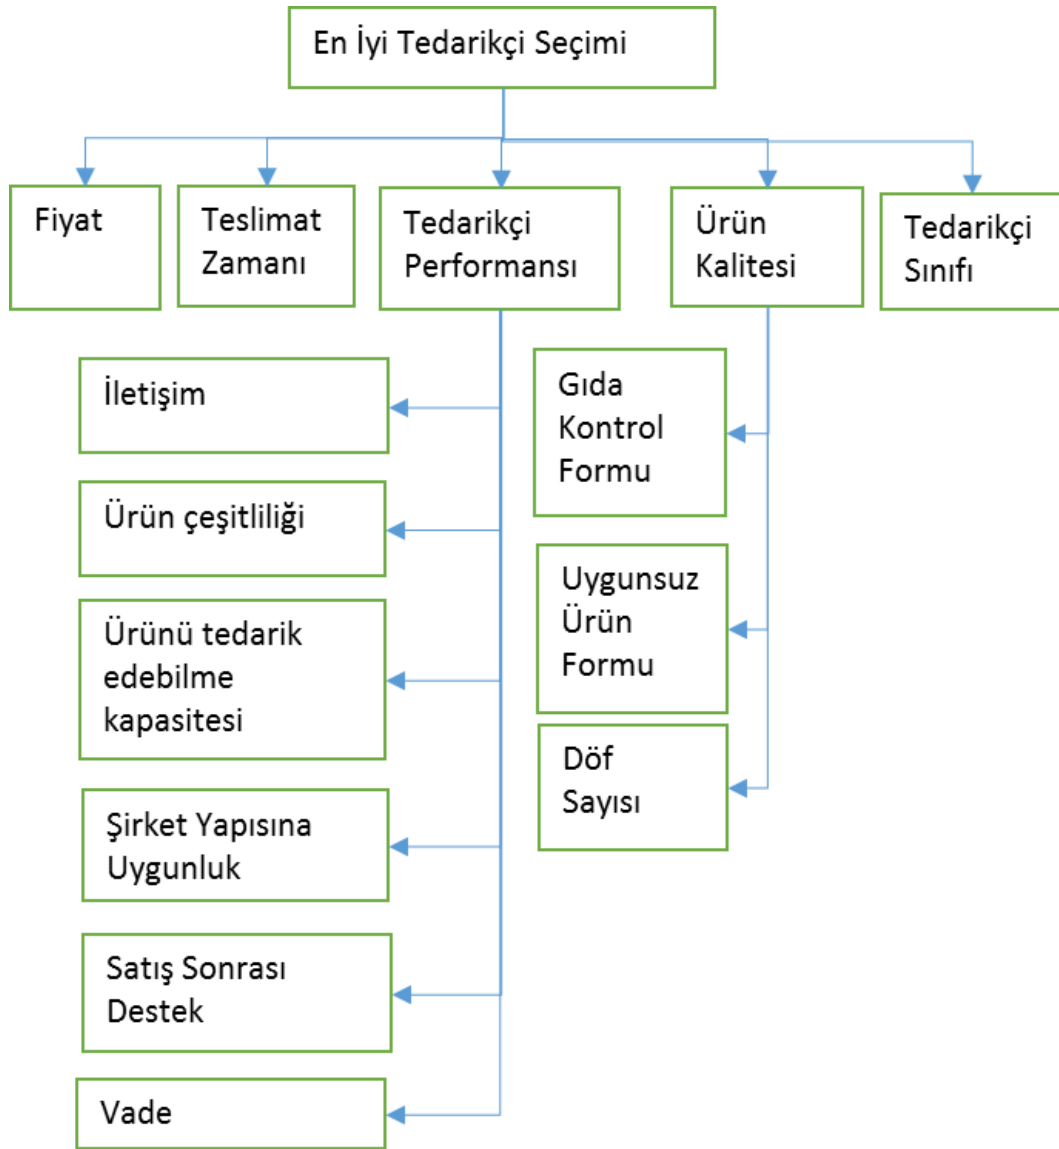 En İyi Tedarikçi Seçimi
Fiyat
Teslimat
Zamanı
Tedarikçi
Performansı
Ürün
Kalitesi
Tedarikçi
Sınıfı
İletişim
Ürün çeşitliliği
Ürünü tedarik
edebilme
kapasitesi
Şirket Yapısına
Uygunluk
Satış Sonrası
Destek
Vade
Gıda
Kontrol
Formu
Uygunsuz
Ürün
Formu
Döf
Sayısı